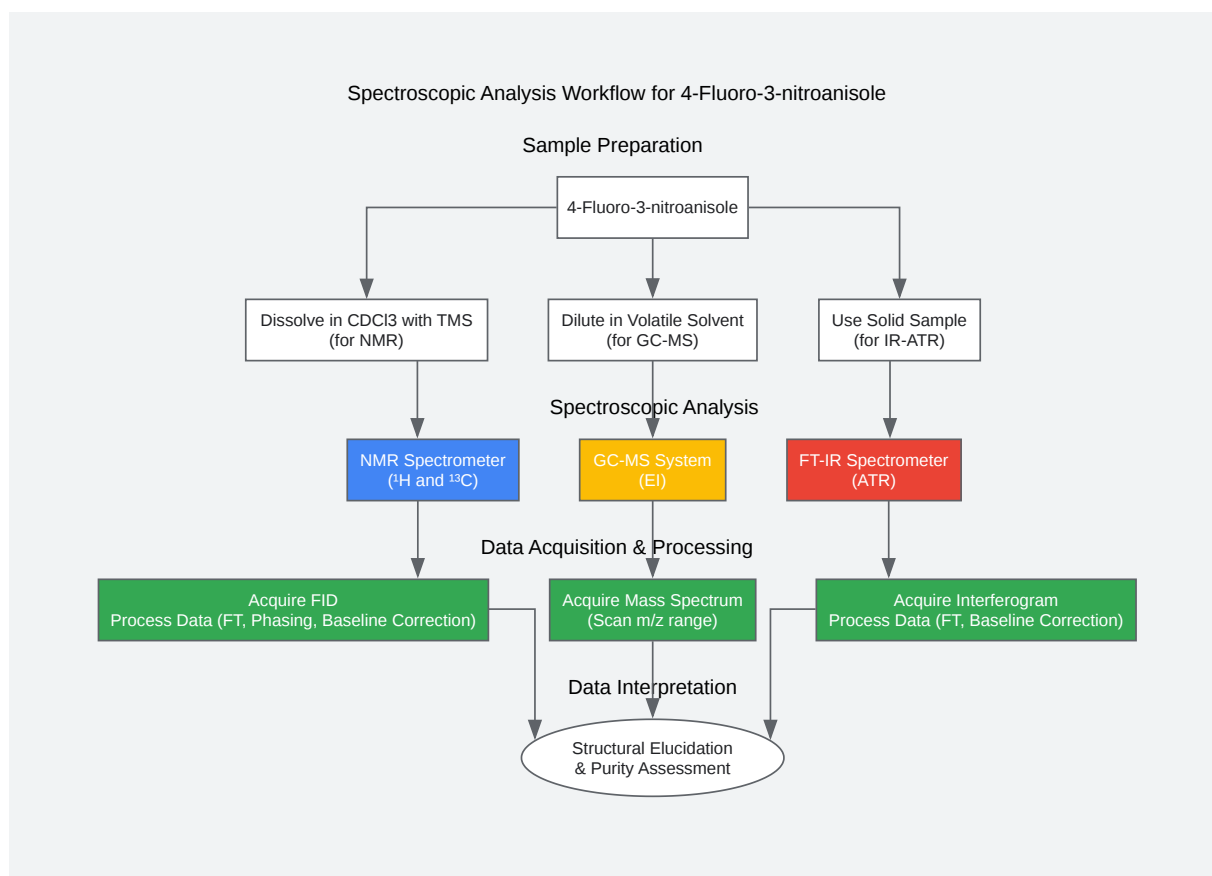 Spectroscopic Analysis Workflow for 4-Fluoro-3-nitroanisole
Sample Preparation
4-Fluoro-3-nitroanisole
Dissolve in CDCl3 with TMS
(for NMR)
Dilute in Volatile Solvent
(for GC-MS)
Use Solid Sample
(for IR-ATR)
Spectroscopic Analysis
NMR Spectrometer
(¹H and ¹³C)
GC-MS System
(EI)
FT-IR Spectrometer
(ATR)
Data Acquisition & Processing
Acquire FID
Process Data (FT, Phasing, Baseline Correction)
Acquire Mass Spectrum
(Scan m/z range)
Acquire Interferogram
Process Data (FT, Baseline Correction)
Data Interpretation
Structural Elucidation
& Purity Assessment